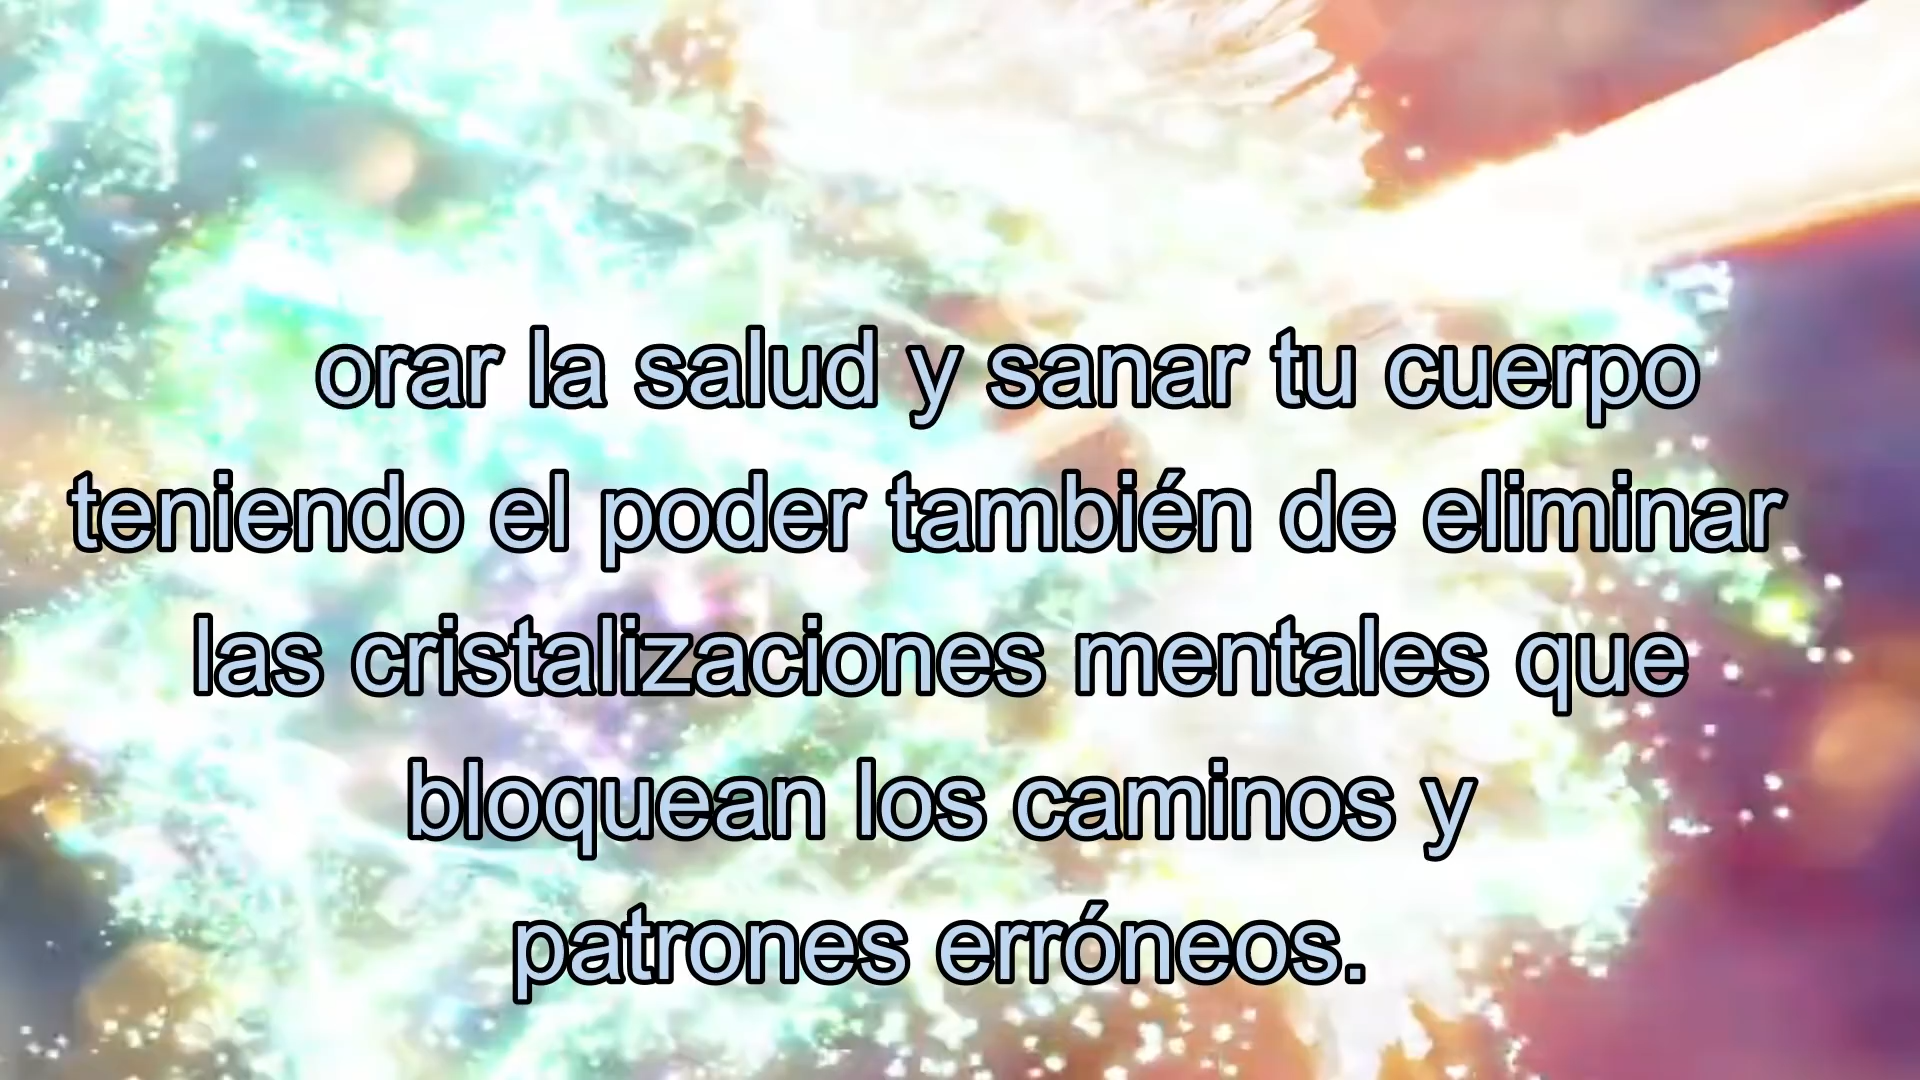 orar la salud y sanar tu cuerpo
teniendo el poder también de eliminar
las cristalizaciones mentales que
bloquean los caminos y
patrones erróneos.